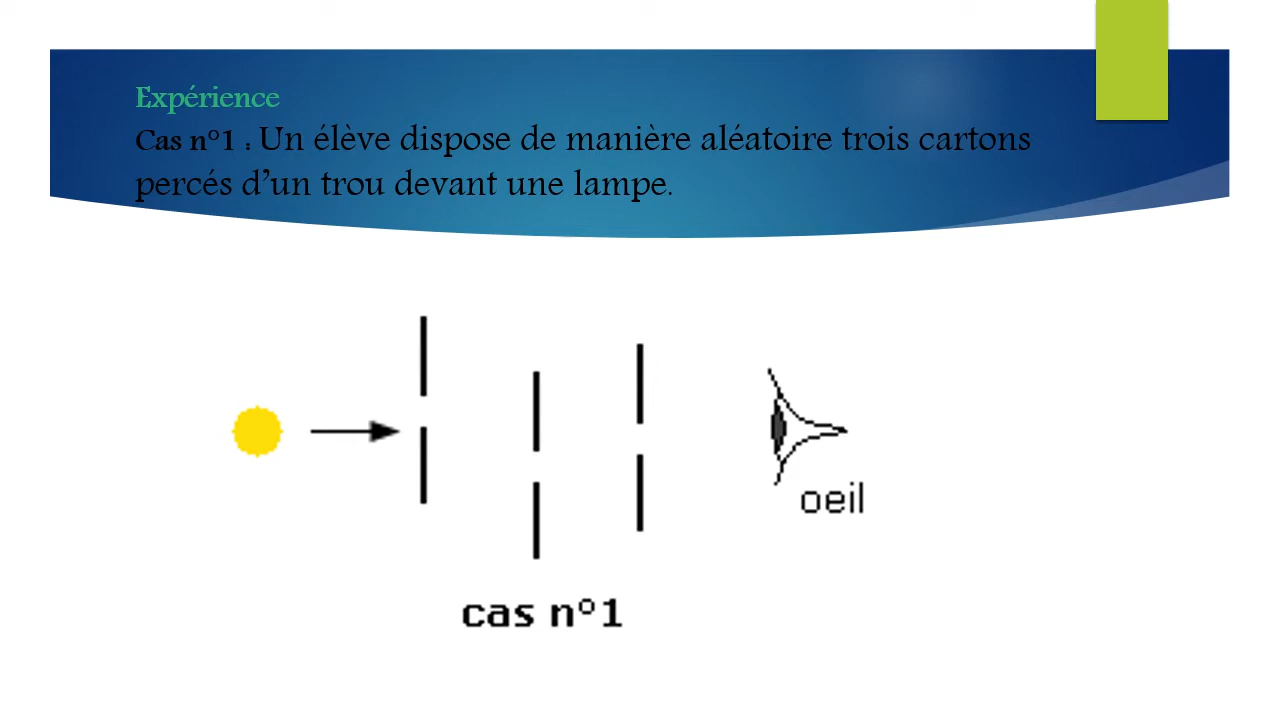 Expérience
Cas n°1 : Un élève dispose de manière aléatoire trois cartons
percés d’un trou devant une lampe.
oeil
cas n°1